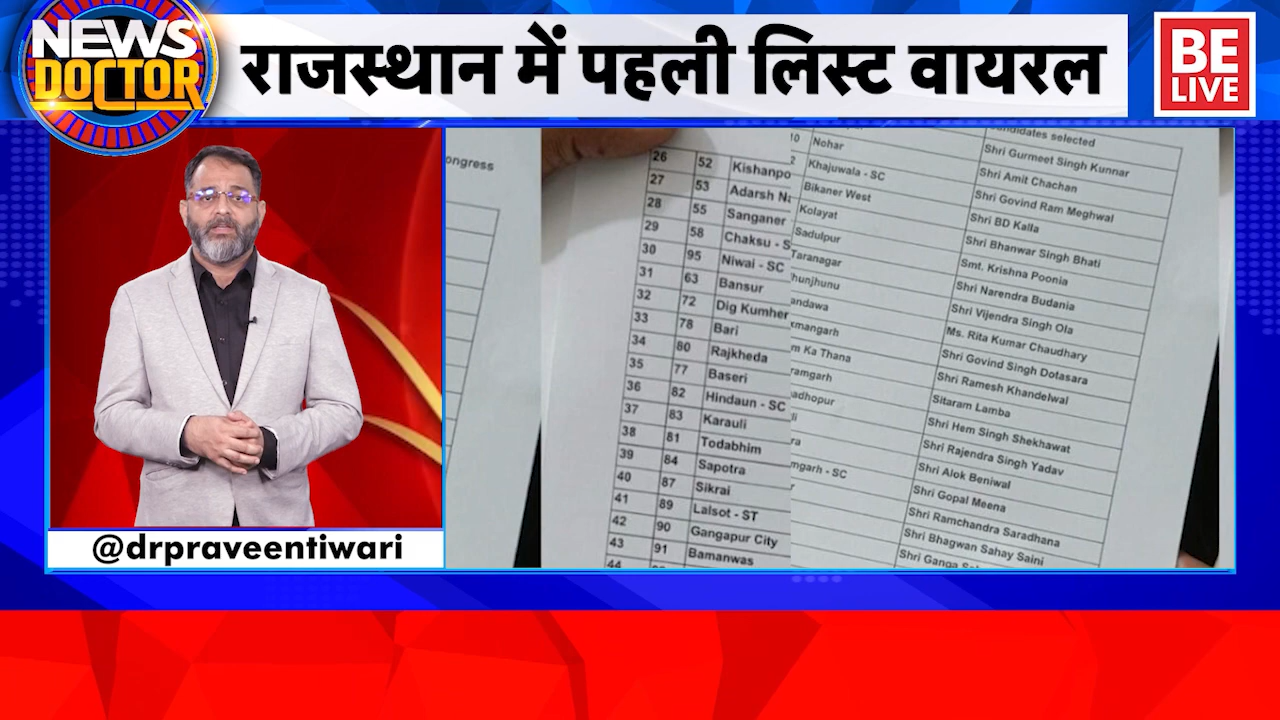 NEWS
DOCTOR
राजस्थान में पहली लिस्ट वायरल
BE
LIVE
@drpraveentiwari
26 52
27 53 Adarsh
28 55 Sanganer
29 58 Chaksu -
30 95 Niwai - SC
31 63 Bansur
32 72 Dig Kumher
33 78 Bari
34 80 Rajkheda
35 77 Baseri
36 82 Hindaun - SC
37 83 Karauli
38 81 Todabhim
39 84 Sapotra
40 87 Sikrai
41 89 Lalsot - ST
42 90 Gangapur City
43 91 Bamanwas
44
selected
10 Nohar Shri Gurmeet Singh Kunnar
Khajuwala - SC Shri Amit Chachan
Bikaner West Shri Govind Ram Meghwal
Kolayat Shri BD Kalla
Sadulpur Shri Bhanwar Singh Bhati
Taranagar Smt. Krishna Poonia
Shri Narendra Budania
Shri Vijendra Singh Ola
Ms. Rita Kumar Chaudhary
Ka Thana Shri Govind Singh Dotasara
Shri Ramesh Khandelwal
Sitaram Lamba
Shri Hem Singh Shekhawat
Shri Rajendra Singh Yadav
- SC Shri Alok Beniwal
Shri Gopal Meena
Shri Ramchandra Saradhana
Shri Bhagwan Sahay Saini
Shri Ganga